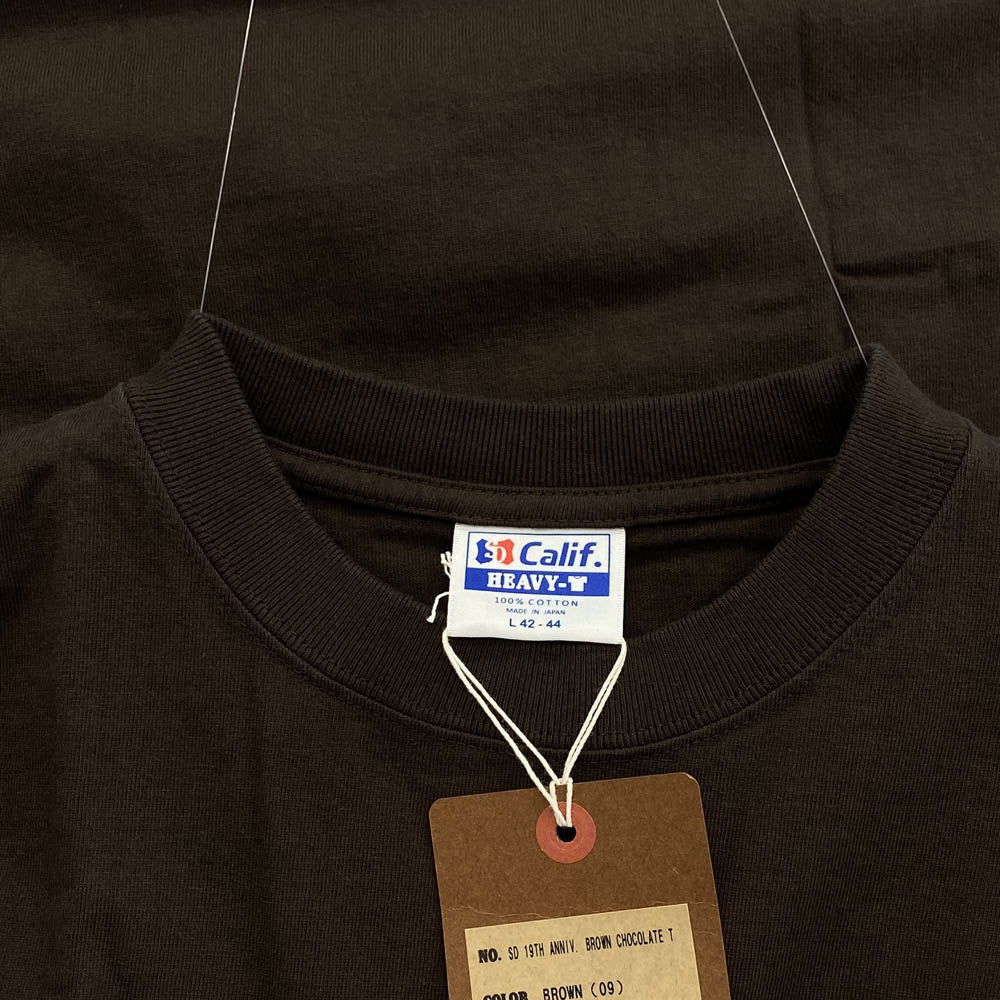 SD Calif.
HEAVY-T
100% COTTON
MADE IN JAPAN
L 42 - 44
NO. SD 19TH ANNIV. BROWN CHOCOLATE T
COLOR BROWN (09)